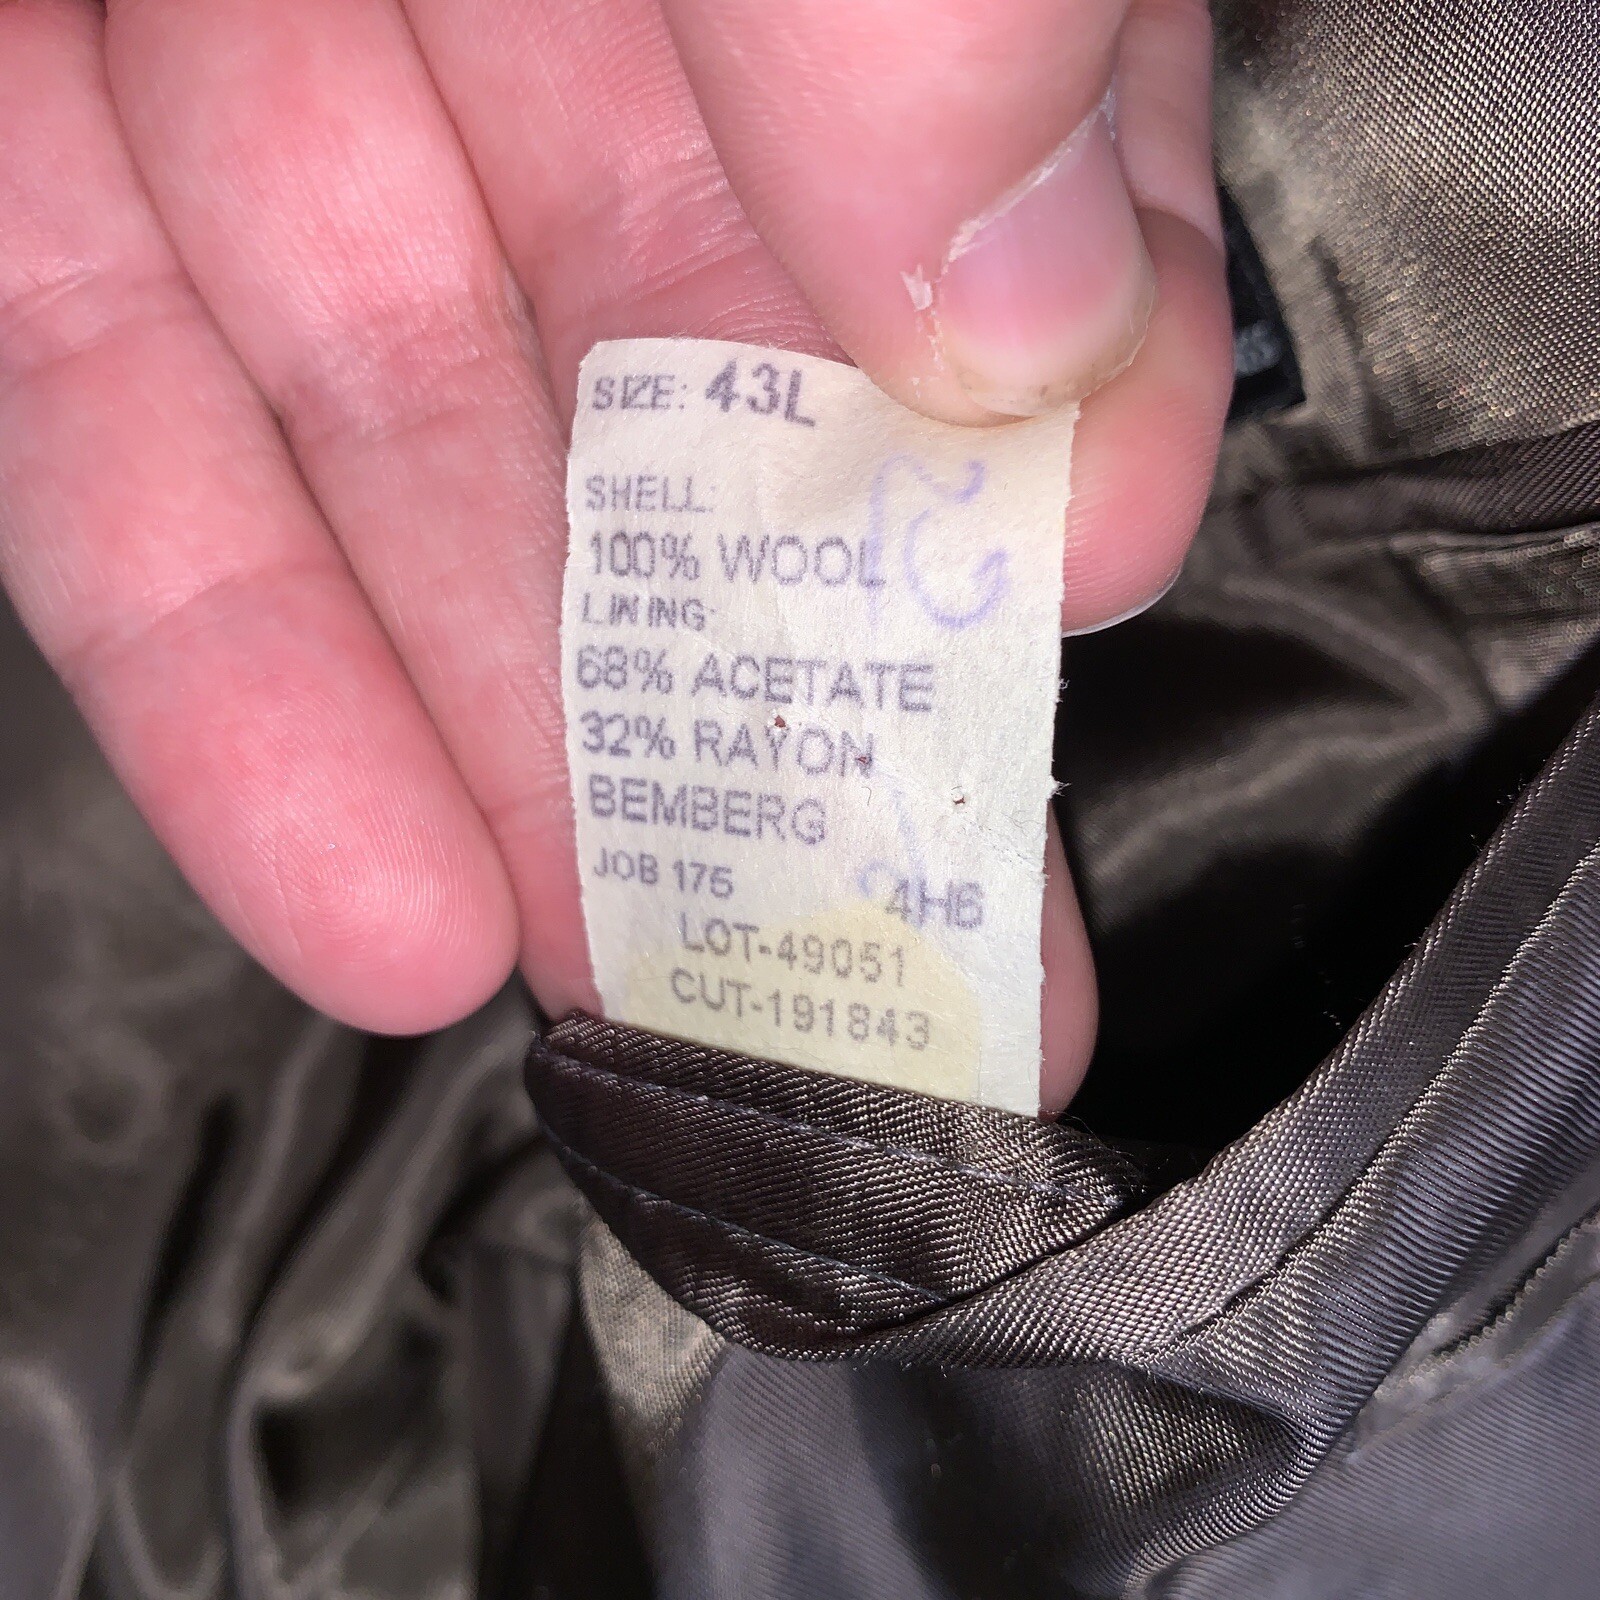 SIZE: 43L
SHELL:
100% WOOL
LINING:
68% ACETATE
32% RAYON
BEMBERG
JOB 175 4H6
LOT-49051
CUT-191843